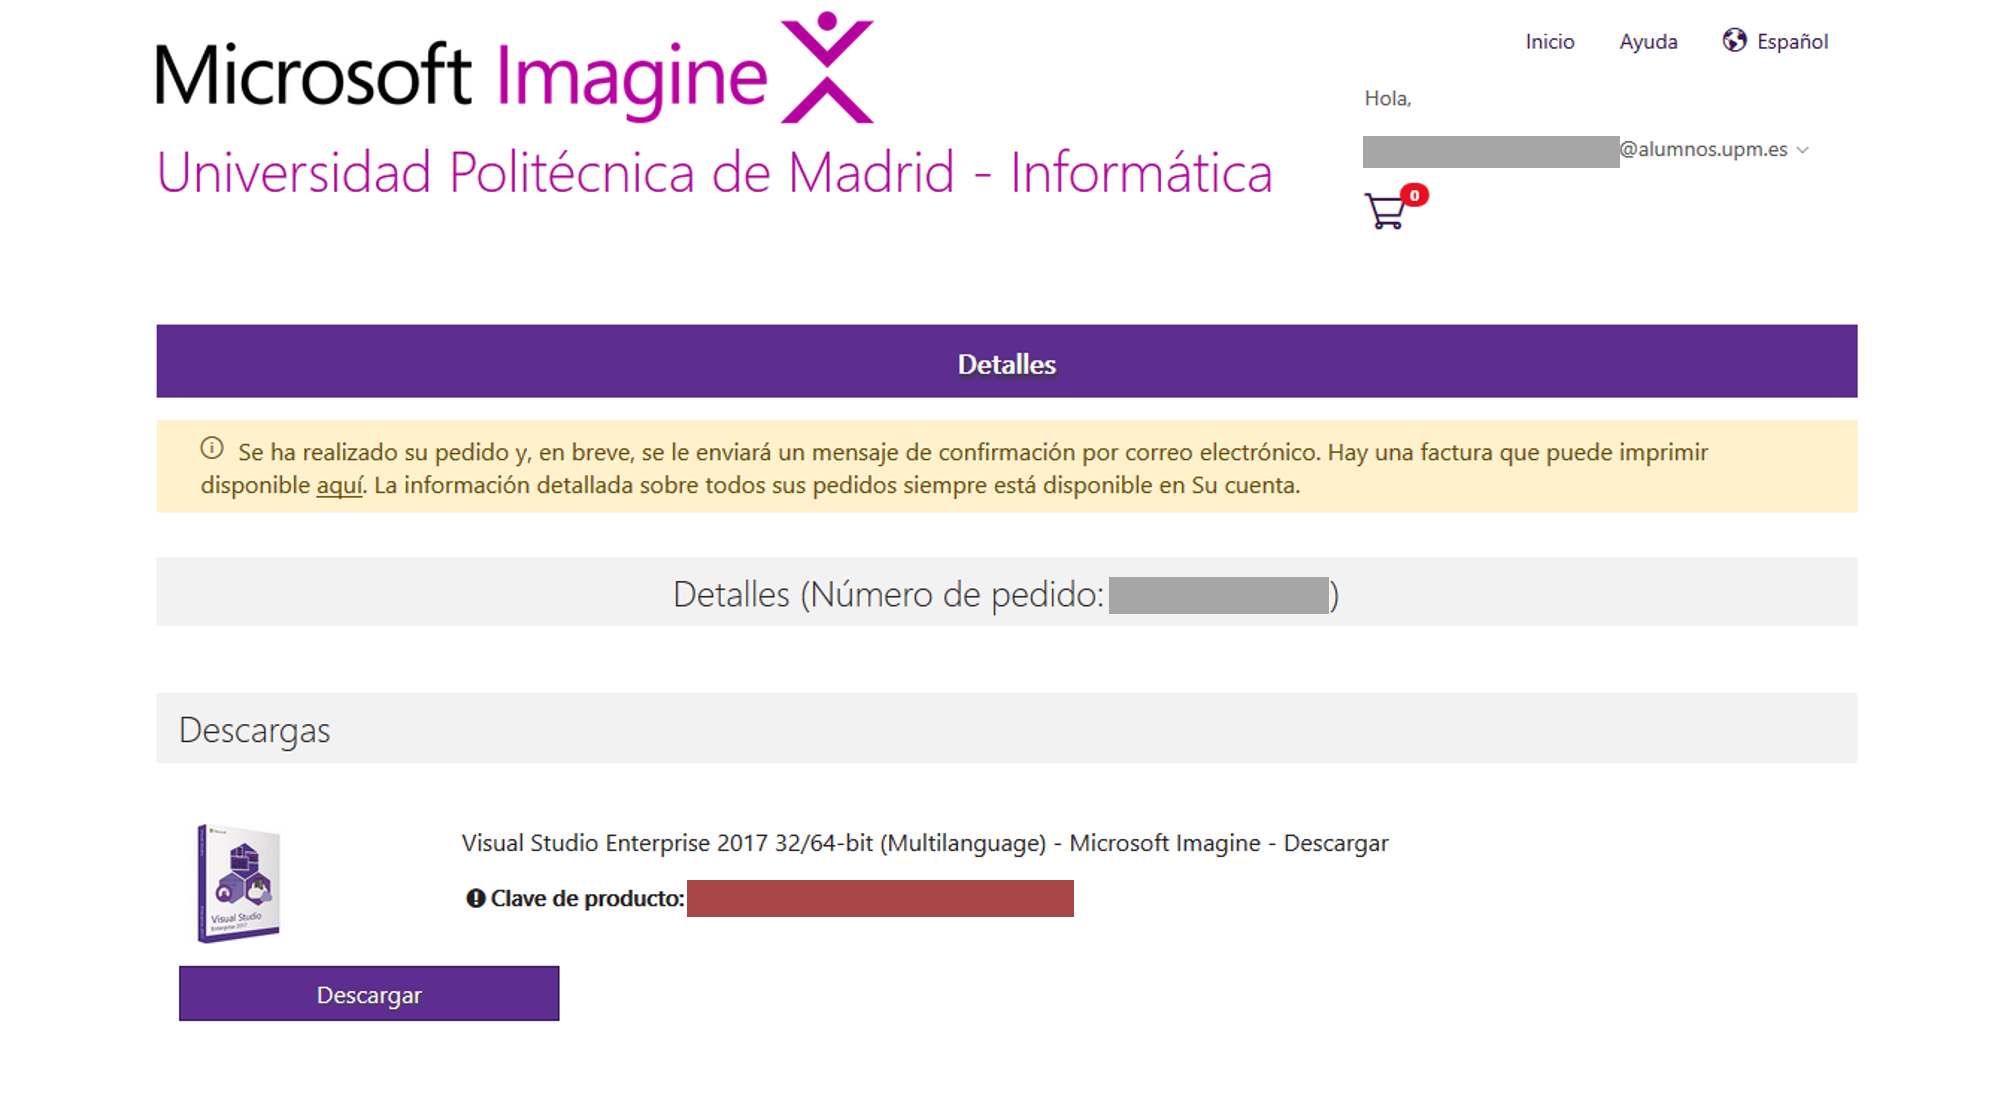 Microsoft Imagine
Universidad Politécnica de Madrid - Informática
Inicio Ayuda Español
Hola,
@alumnos.upm.es
0
Detalles
Se ha realizado su pedido y, en breve, se le enviará un mensaje de confirmación por correo electrónico. Hay una factura que puede imprimir
disponible aquí. La información detallada sobre todos sus pedidos siempre está disponible en Su cuenta.
Detalles (Número de pedido: )
Descargas
Visual Studio Enterprise 2017 32/64-bit (Multilanguage) - Microsoft Imagine - Descargar
Clave de producto:
Visual Studio
Enterprise 2017
Descargar